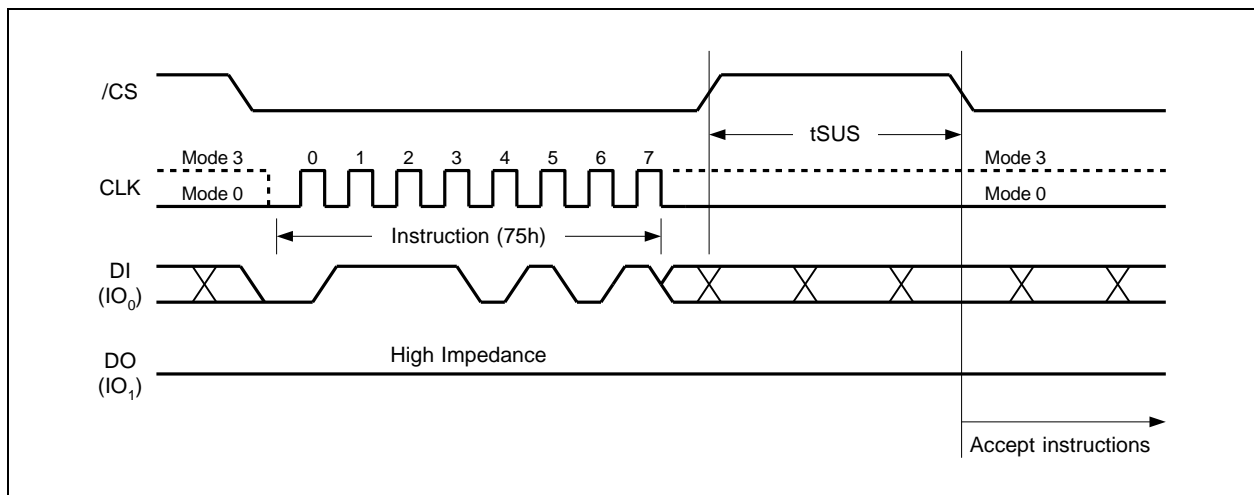 /CS
tSUS
Mode 3 0 1 2 3 4 5 6 7 Mode 3
CLK
Mode 0 Mode 0
Instruction (75h)
DI
(IO0)
High Impedance
DO
(IO1)
Accept instructions